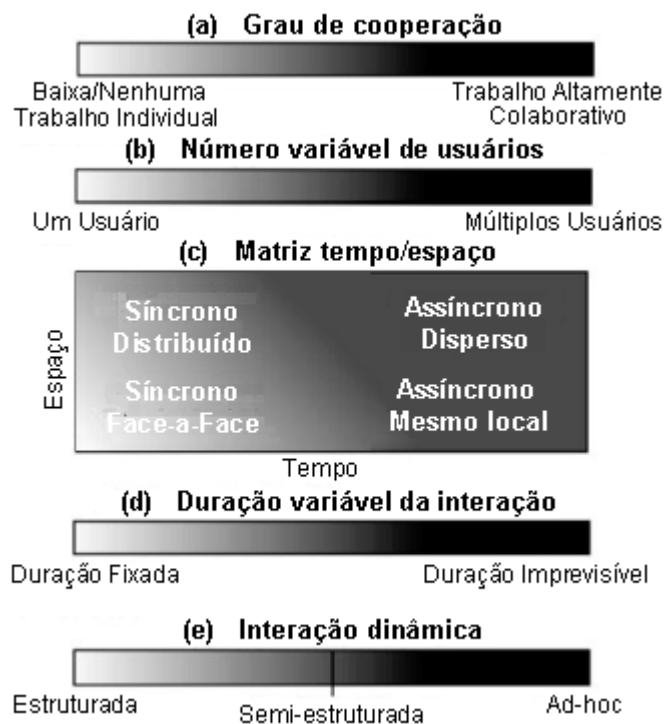 (a) Grau de cooperação
Baixa/Nenhuma
Trabalho Individual
Trabalho Altamente
Colaborativo
(b) Número variável de usuários
Um Usuário
Múltiplos Usuários
(c) Matriz tempo/espaço
Espaço
Síncrono
Distribuído
Assíncrono
Disperso
Síncrono
Face-a-Face
Assíncrono
Mesmo local
Tempo
(d) Duração variável da interação
Duração Fixada
Duração Imprevisível
(e) Interação dinâmica
Estruturada
Semi-estruturada
Ad-hoc